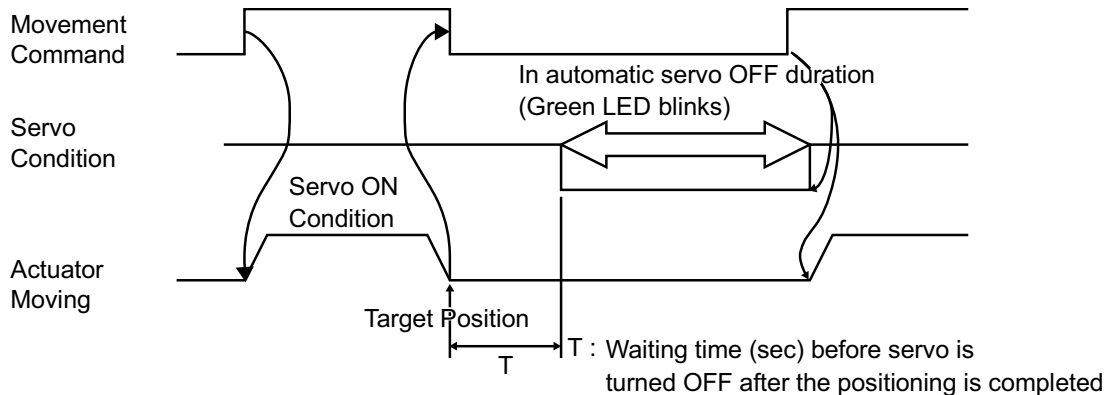 Movement
Command
In automatic servo OFF duration
(Green LED blinks)
Servo
Condition
Servo ON
Condition
Actuator
Moving
Target Position
T
T : Waiting time (sec) before servo is
turned OFF after the positioning is completed